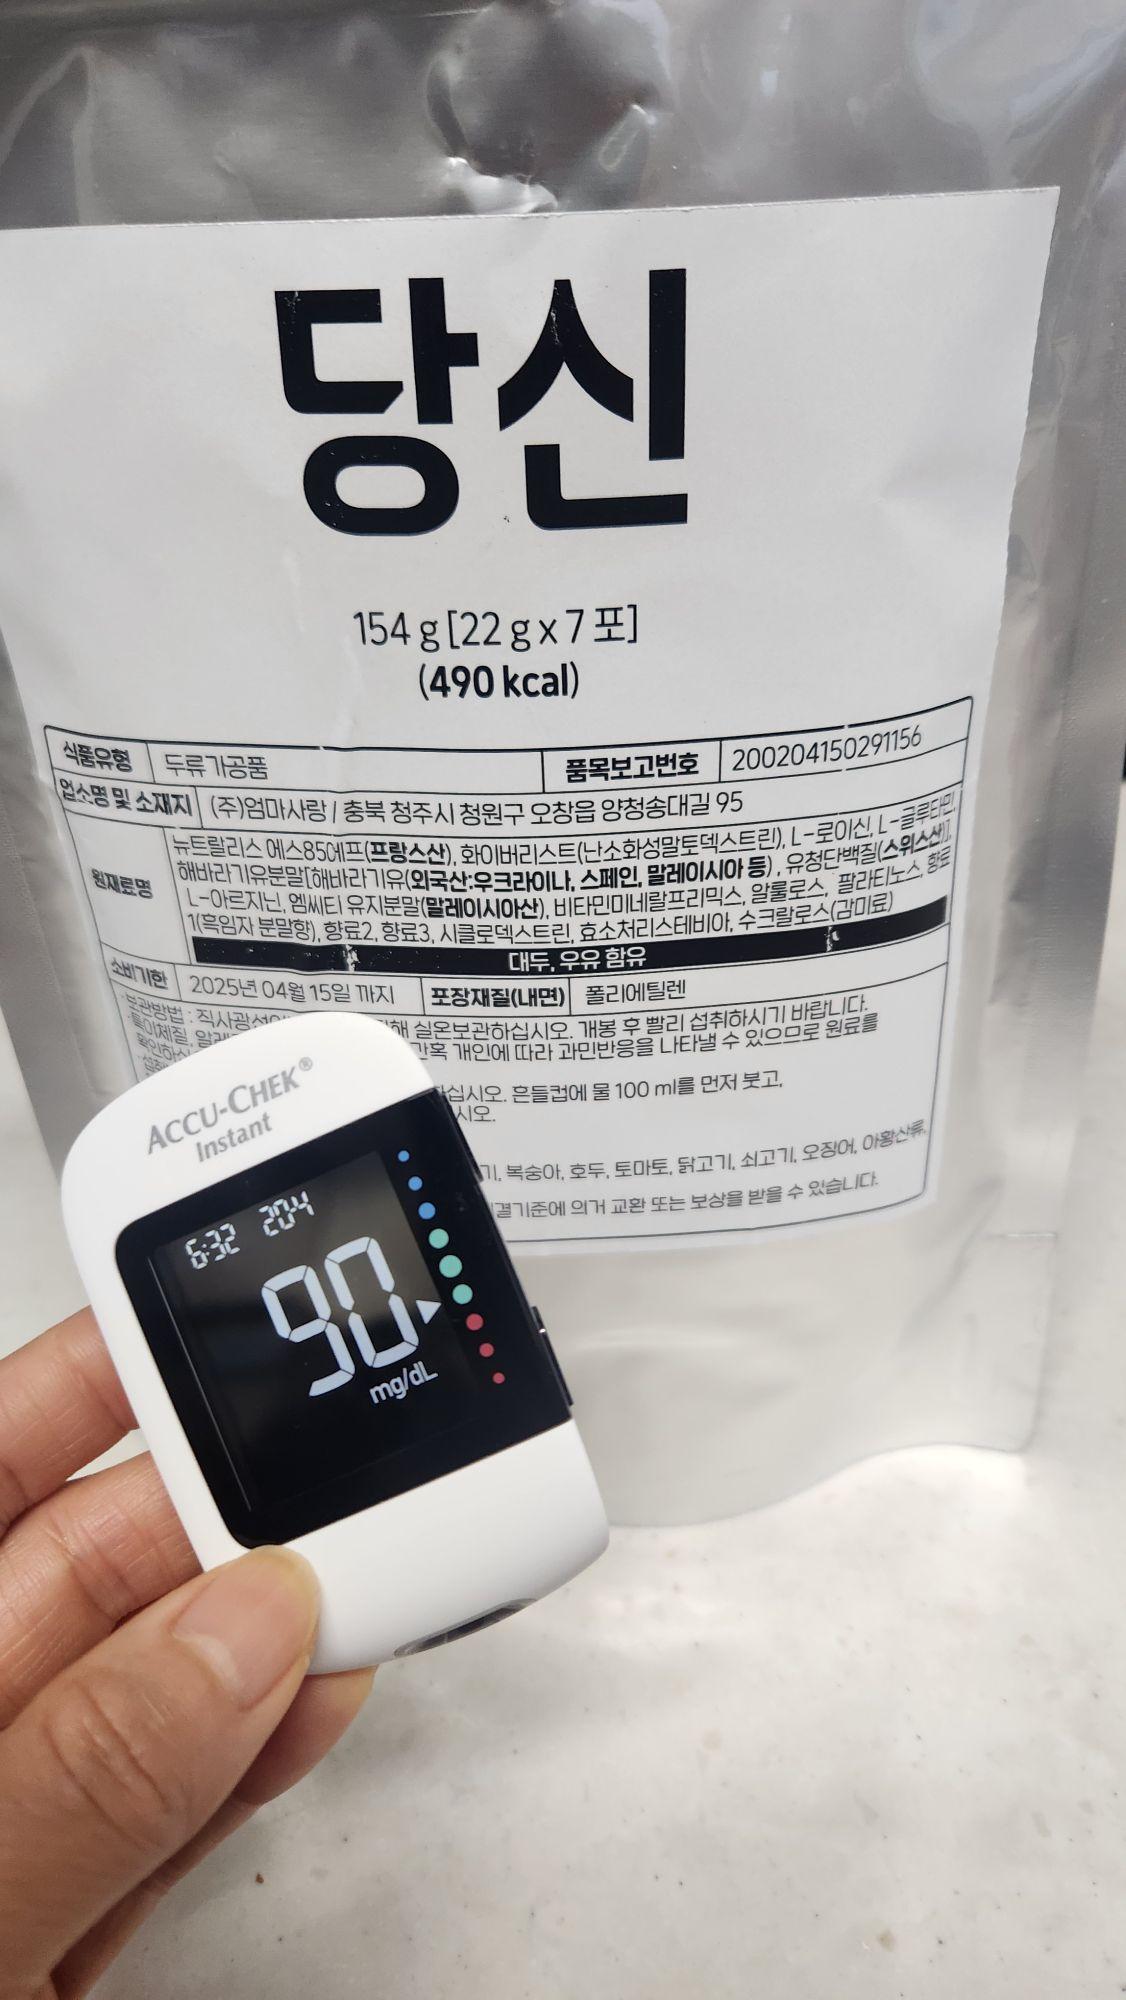 당신
154 g [22 g x 7 포]
(490 kcal)
식품유형 두류가공품 품목보고번호 200204150291156
업소명 및 소재지 (주)엄마사랑 / 충북 청주시 청원구 오창읍 양청송대길 95
원재료명 뉴트랄리스 에스85에프(프랑스산), 화이버리스트(난소화성말토덱스트린), L-로이신, L-글루타민,
해바라기유분말[해바라기유(외국산:우크라이나, 스페인, 말레이시아 등), 유청단백질(스위스산)],
L-아르지닌, 엠씨티 유지분말(말레이시아산), 비타민미네랄프리믹스, 알룰로스, 팔라티노스, 향료
1(흑임자 분말향), 향료2, 향료3, 시클로덱스트린, 효소처리스테비아, 수크랄로스(감미료)
대두, 우유 함유
소비기한 2025년 04월 15일 까지 포장재질(내면) 폴리에틸렌
·보관방법 : 직사광선 해 실온보관하십시오. 개봉 후 빨리 섭취하시기 바랍니다.
·특이체질, 간혹 개인에 따라 과민반응을 나타낼 수 있으므로 원료를
십시오. 흔들컵에 물 100 ml를 먼저 붓고,
시오.
기, 복숭아, 호두, 토마토, 닭고기, 쇠고기, 오징어, 아황산류,
결기준에 의거 교환 또는 보상을 받을 수 있습니다.
ACCU-CHEK®
Instant
6:32 20.4
90
mg/dL